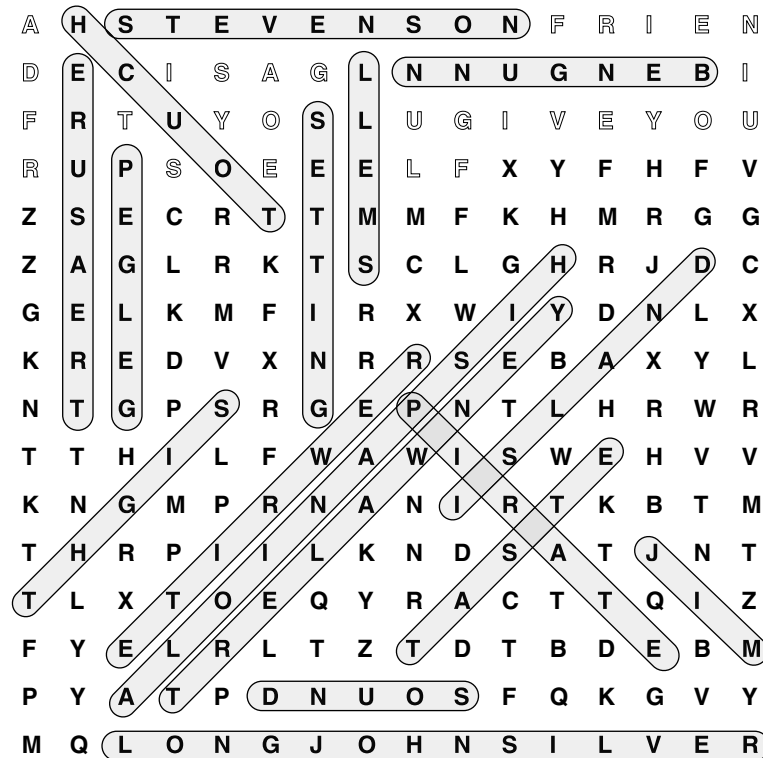 A H S T E V E N S O N F R I E N
D E C I S A G L N N U G N E B I
F R T U Y O S L U G I V E Y O U
R U P S O E E E L F X Y F H F V
Z S E C R T T M M F K H M R G G
Z A G L R K T S C L G H R J D C
G E L K M F I R X W I Y D N L X
K R E D V X N R R S E B A X Y L
N T G P S R G E P N T L H R W R
T T H I L F W A W I S W E H V V
K N G M P R N A N I R T K B T M
T H R P I I L K N D S A T J N T
T L X T O E Q Y R A C T T Q I Z
F Y E L R L T Z T D T B D E B M
P Y A T P D N U O S F Q K G V Y
M Q L O N G J O H N S I L V E R